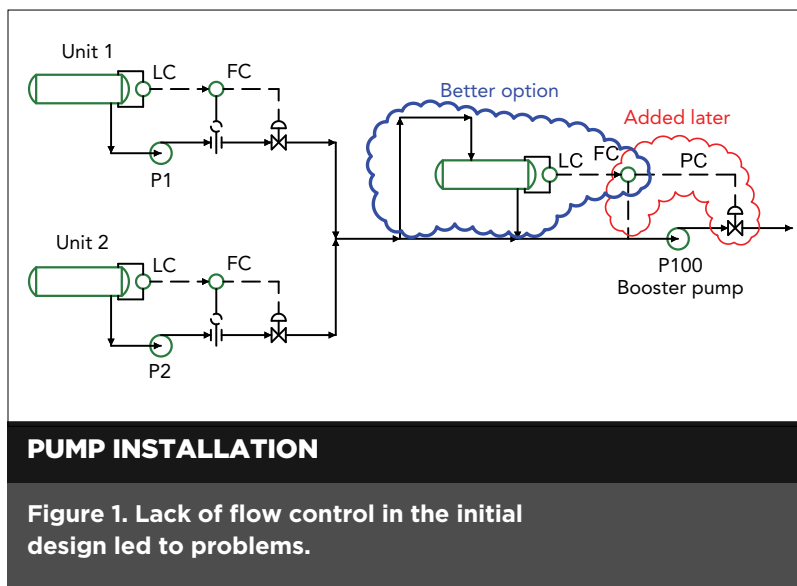 Unit 1
LC
FC
P1
Better option
Added later
LC
FC
PC
Unit 2
LC
FC
P2
P100
Booster pump
PUMP INSTALLATION
Figure 1. Lack of flow control in the initial
design led to problems.